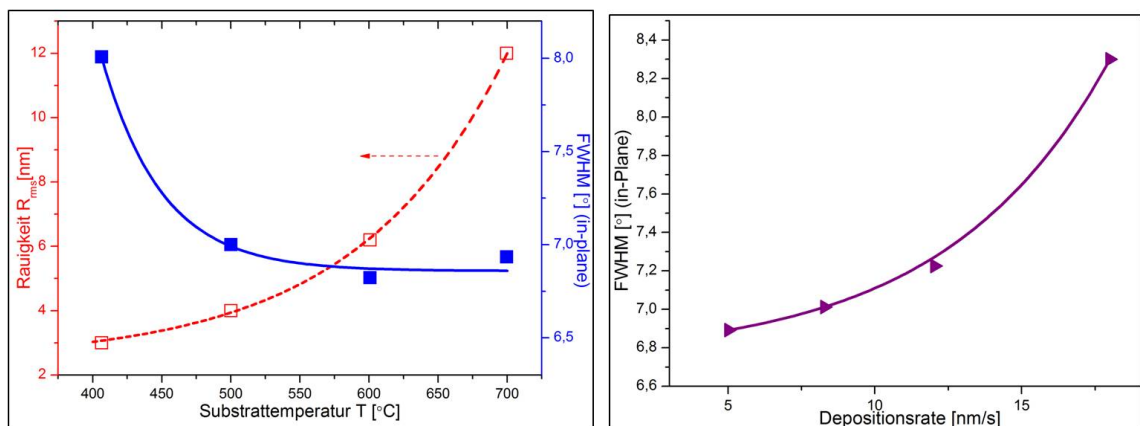 Rauigkeit Rrms[nm]
12
10
8
6
4
2
400 450 500 550 600 650 700
Substrattemperatur T [°C]
8,0
7,5
7,0
6,5
FWHM [°] (in-plane)
FWHM [°] (in-Plane)
8,4
8,2
8,0
7,8
7,6
7,4
7,2
7,0
6,8
6,6
5 10 15
Depositionsrate [nm/s]